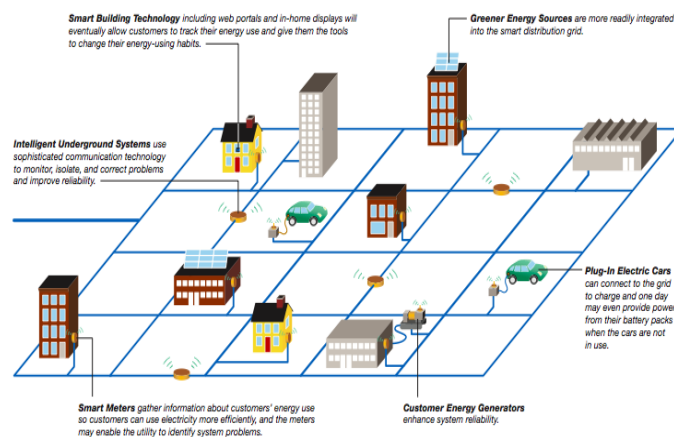 Smart Building Technology including web portals and in-home displays will
eventually allow customers to track their energy use and give them the tools
to change their energy-using habits.
Greener Energy Sources are more readily integrated
into the smart distribution grid.
Intelligent Underground Systems use
sophisticated communication technology
to monitor, isolate, and correct problems
and improve reliability.
Plug-In Electric Cars
can connect to the grid
to charge and one day
may even provide power
from their battery packs
when the cars are not
in use.
Smart Meters gather information about customers' energy use
so customers can use electricity more efficiently, and the meters
may enable the utility to identify system problems.
Customer Energy Generators
enhance system reliability.